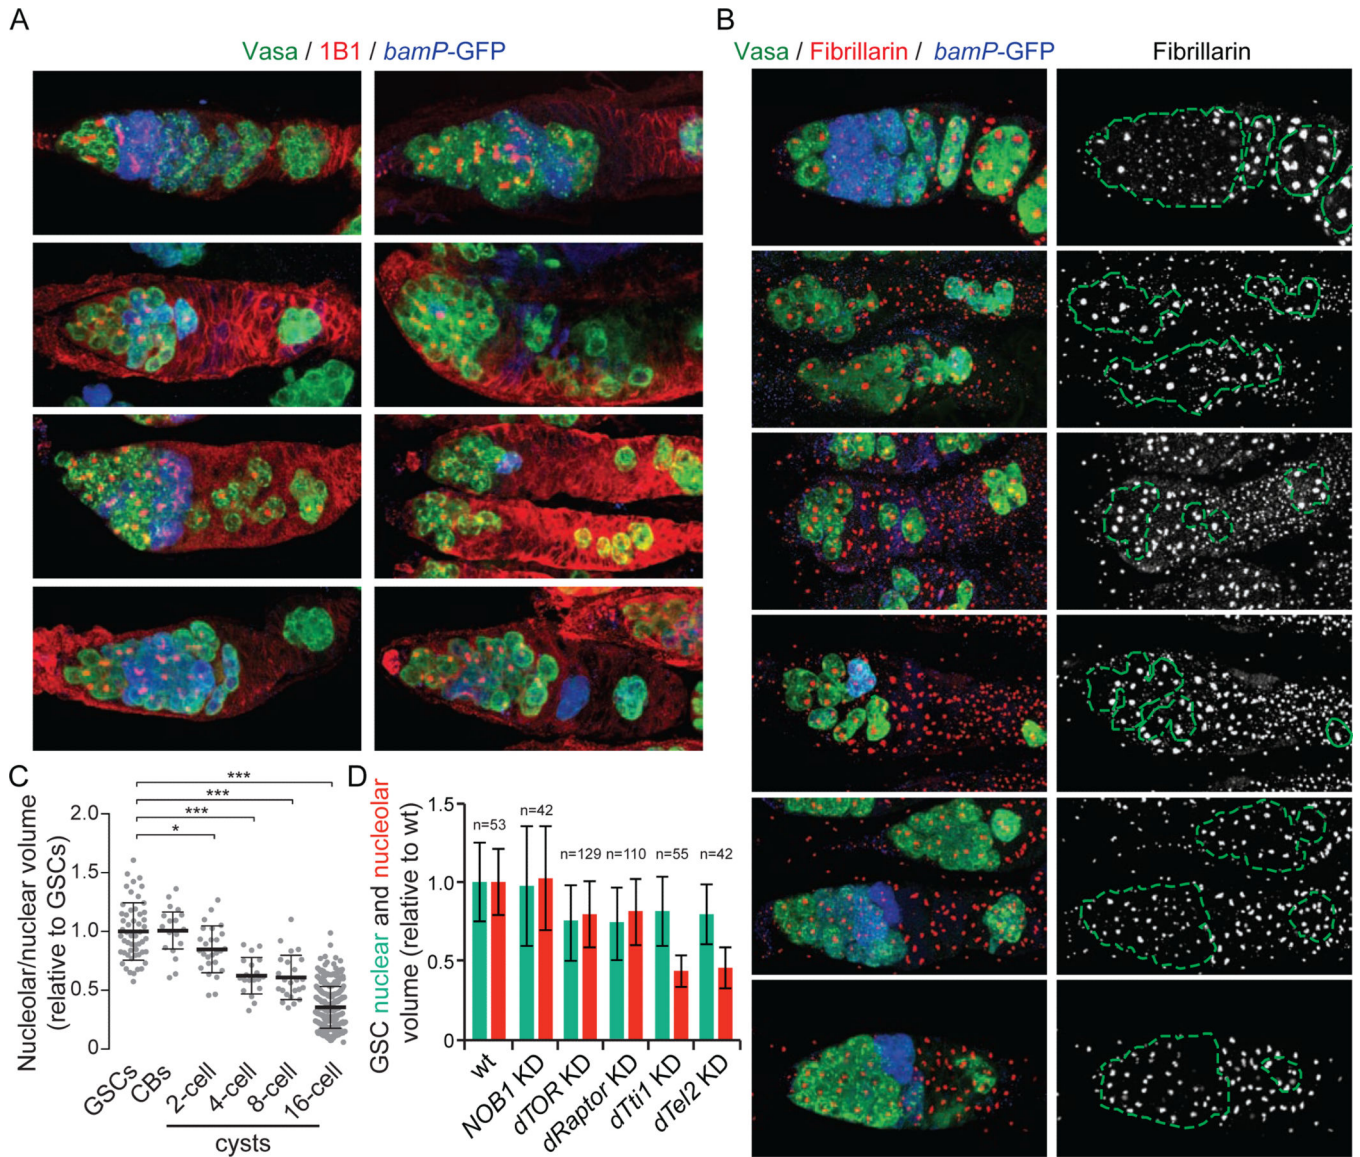 A
Vasa / 1B1 / bamP-GFP
B
Vasa / Fibrillarin / bamP-GFP
Fibrillarin
C
Nucleolar/nuclear volume
(relative to GSCs)
2.0
1.5
1.0
0.5
0
***
***
***
*
GSCs
CBs
2-cell
4-cell
8-cell
16-cell
cysts
D
GSC nuclear and nucleolar
volume (relative to wt)
1.5
1.0
0.5
0
n=53
n=42
n=129
n=110
n=55
n=42
wt
NOB1 KD
dTOR KD
dRaptor KD
dTti1 KD
dTel2 KD